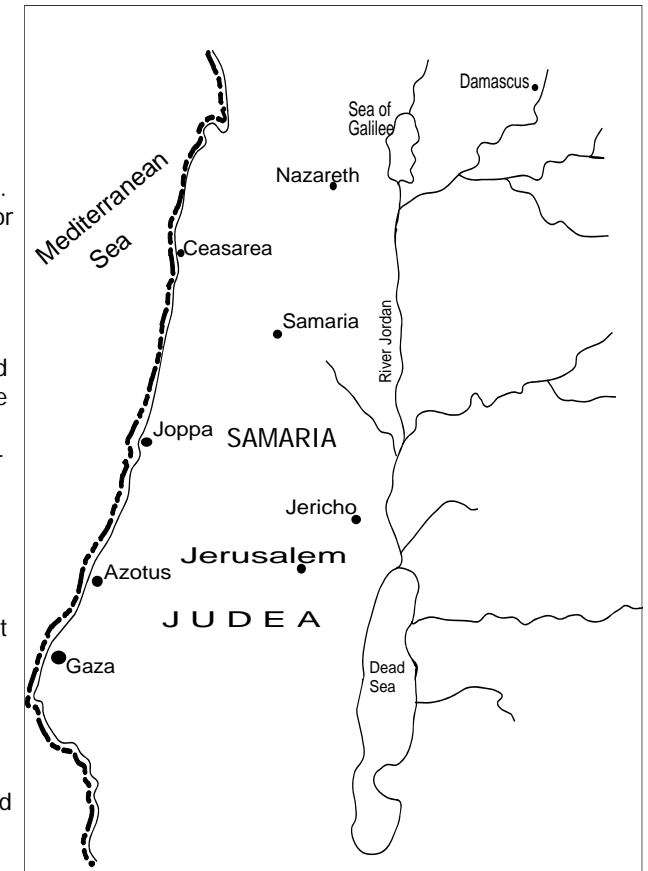 .
or
d
e
-
t
d
Damascus
Sea of
Galilee
Nazareth
Mediterranean
Sea
Ceasarea
Samaria
River Jordan
Joppa
SAMARIA
Jericho
Jerusalem
Azotus
JUDEA
Gaza
Dead
Sea